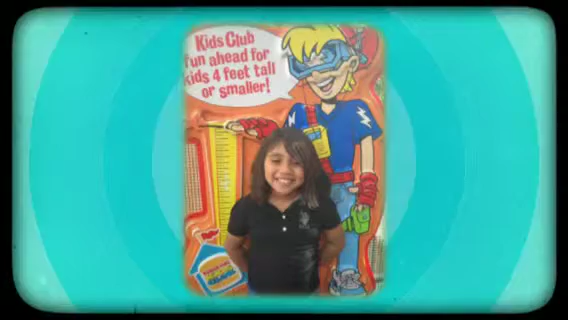 Kids Club
fun ahead for
kids 4 feet tall
or smaller!